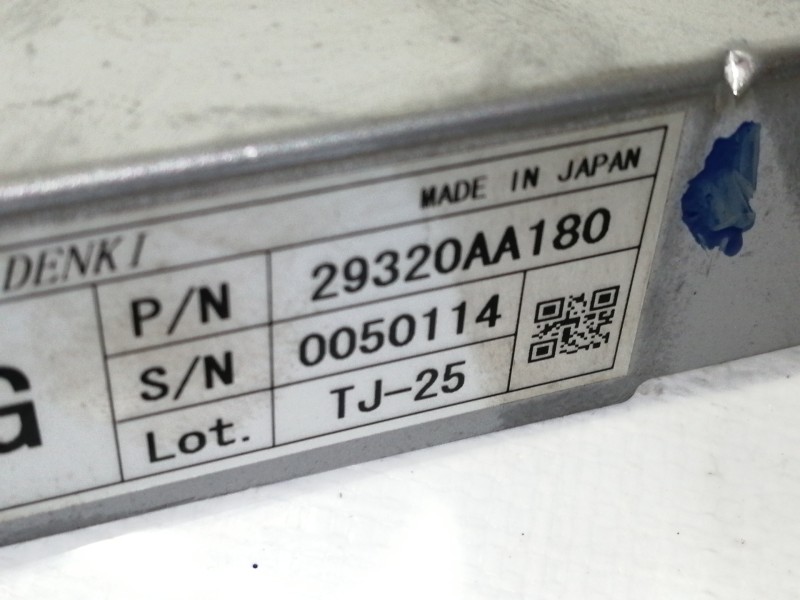 MADE IN JAPAN
DENKI
P/N 29320AA180
G
S/N 0050114
Lot. TJ-25